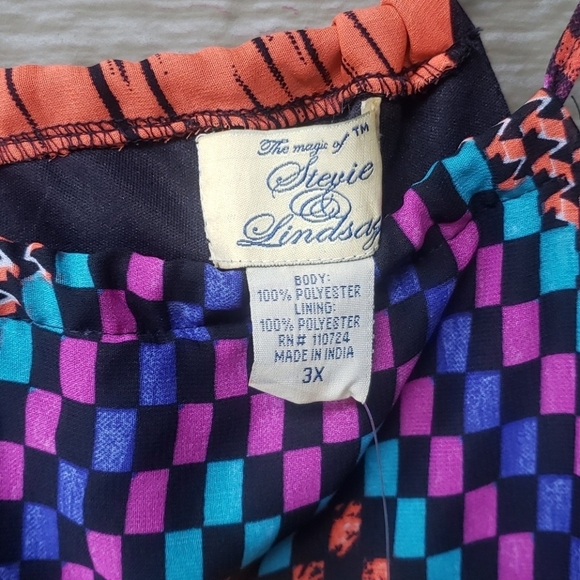 The magic of ™
Stevie
&
Lindsay
BODY:
100% POLYESTER
LINING:
100% POLYESTER
RN# 110724
MADE IN INDIA
3X